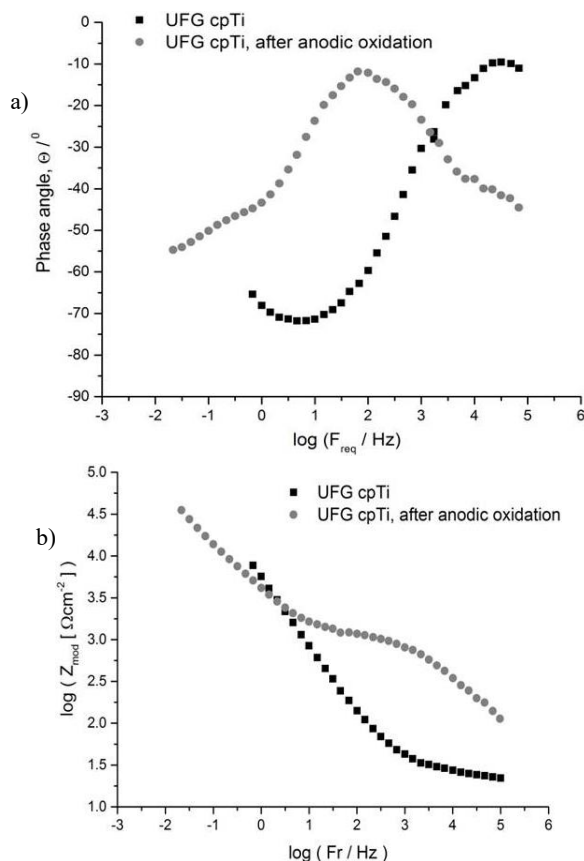 a)
UFG cpTi
UFG cpTi, after anodic oxidation
Phase angle, Θ /⁰
0
-10
-20
-30
-40
-50
-60
-70
-80
-90
-3 -2 -1 0 1 2 3 4 5 6
log (F_req / Hz)
b)
UFG cpTi
UFG cpTi, after anodic oxidation
log ( Z_mod [ Ωcm⁻² ] )
5.0
4.5
4.0
3.5
3.0
2.5
2.0
1.5
1.0
-3 -2 -1 0 1 2 3 4 5 6
log ( Fr / Hz)